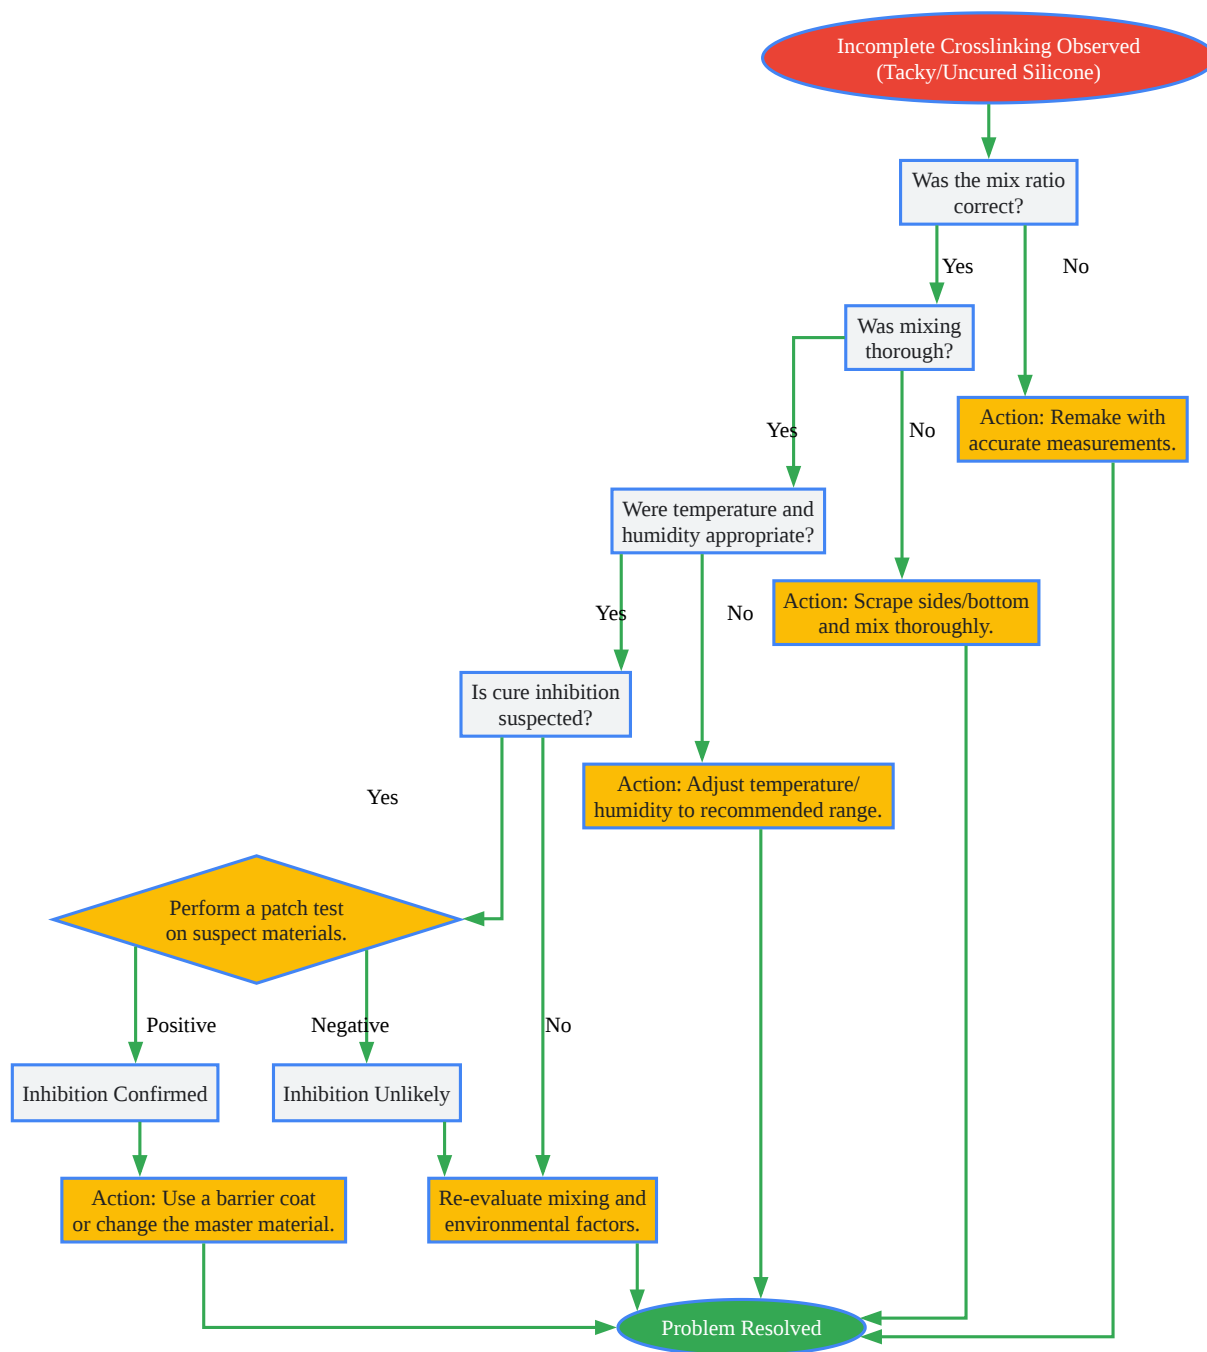 Incomplete Crosslinking Observed
(Tacky/Uncured Silicone)
Was the mix ratio
correct?
Yes
No
Was mixing
thorough?
Action: Remake with
accurate measurements.
Yes
No
Were temperature and
humidity appropriate?
Action: Scrape sides/bottom
and mix thoroughly.
Yes
No
Is cure inhibition
suspected?
Action: Adjust temperature/
humidity to recommended range.
Yes
Perform a patch test
on suspect materials.
Positive
Negative
No
Inhibition Confirmed
Inhibition Unlikely
Action: Use a barrier coat
or change the master material.
Re-evaluate mixing and
environmental factors.
Problem Resolved